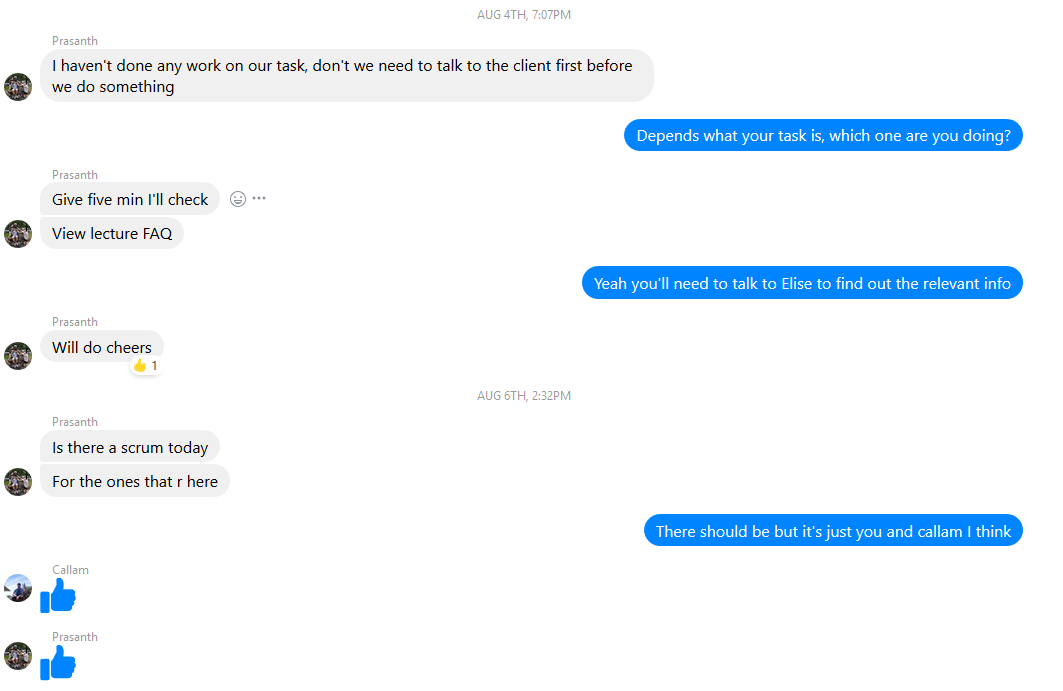 AUG 4TH, 7:07PM
Prasanth
I haven't done any work on our task, don't we need to talk to the client first before
we do something
Depends what your task is, which one are you doing?
Prasanth
Give five min I'll check
View lecture FAQ
Yeah you'll need to talk to Elise to find out the relevant info
Prasanth
Will do cheers
1
AUG 6TH, 2:32PM
Prasanth
Is there a scrum today
For the ones that r here
There should be but it's just you and callam I think
Callam
Prasanth